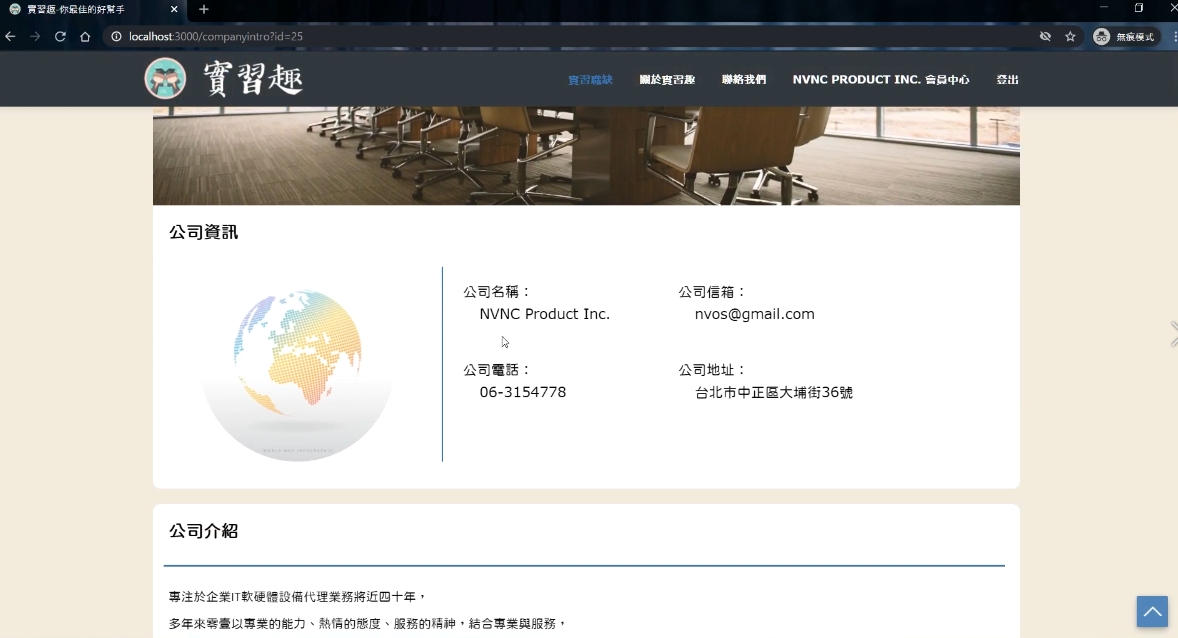 實習趣-你最佳的好幫手
localhost:3000/companyintro?id=25
無痕模式
實習趣
實習職缺
關於實習趣
聯絡我們
NVNC PRODUCT INC. 會員中心
登出
公司資訊
公司名稱：
NVNC Product Inc.
公司信箱：
nvos@gmail.com
公司電話：
06-3154778
公司地址：
台北市中正區大埔街36號
公司介紹
專注於企業IT軟硬體設備代理業務將近四十年，
多年來零壹以專業的能力、熱情的態度、服務的精神，結合專業與服務，